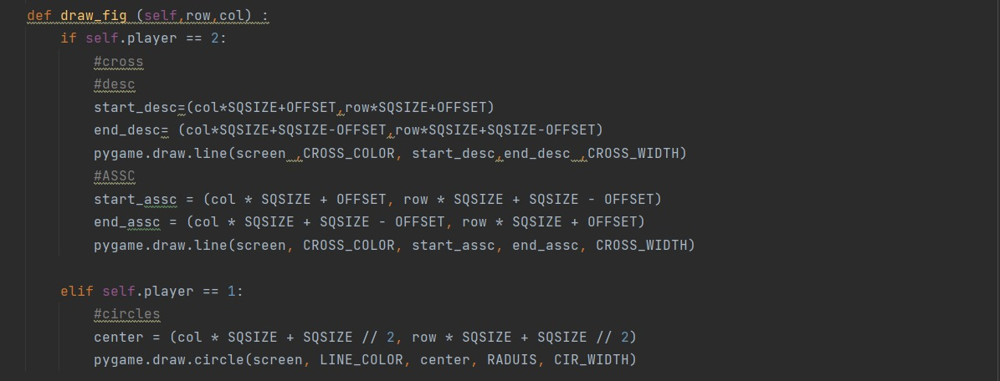 def draw_fig (self,row,col) :
if self.player == 2:
#cross
#desc
start_desc=(col*SQSIZE+OFFSET,row*SQSIZE+OFFSET)
end_desc= (col*SQSIZE+SQSIZE-OFFSET,row*SQSIZE+SQSIZE-OFFSET)
pygame.draw.line(screen ,CROSS_COLOR, start_desc,end_desc ,CROSS_WIDTH)
#ASSC
start_assc = (col * SQSIZE + OFFSET, row * SQSIZE + SQSIZE - OFFSET)
end_assc = (col * SQSIZE + SQSIZE - OFFSET, row * SQSIZE + OFFSET)
pygame.draw.line(screen, CROSS_COLOR, start_assc, end_assc, CROSS_WIDTH)
elif self.player == 1:
#circles
center = (col * SQSIZE + SQSIZE // 2, row * SQSIZE + SQSIZE // 2)
pygame.draw.circle(screen, LINE_COLOR, center, RADUIS, CIR_WIDTH)